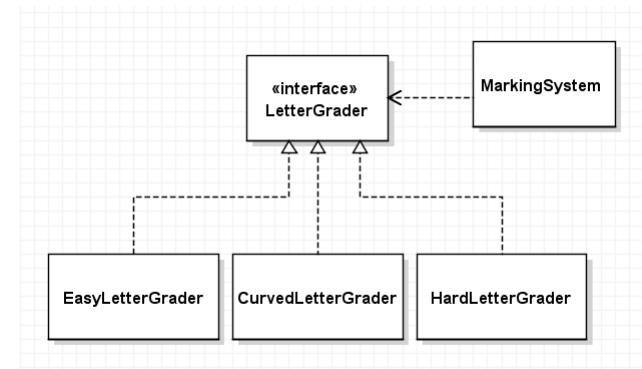 «interface»
LetterGrader
MarkingSystem
EasyLetterGrader
CurvedLetterGrader
HardLetterGrader